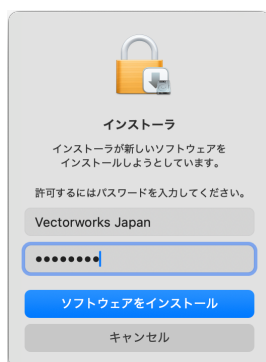 インストーラ
インストーラが新しいソフトウェアを
インストールしようとしています。
許可するにはパスワードを入力してください。
Vectorworks Japan
••••••••
ソフトウェアをインストール
キャンセル